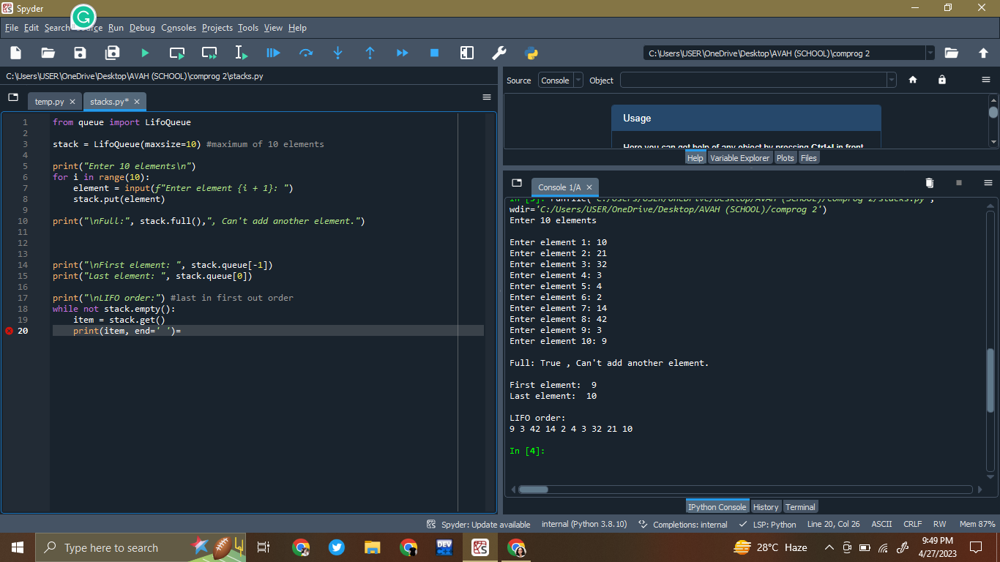 Spyder
File Edit Search Source Run Debug Consoles Projects Tools View Help
C:\Users\USER\OneDrive\Desktop\AVAH (SCHOOL)\comprog 2
C:\Users\USER\OneDrive\Desktop\AVAH (SCHOOL)\comprog 2\stacks.py
temp.py
stacks.py*
1 from queue import LifoQueue
2
3 stack = LifoQueue(maxsize=10) #maximum of 10 elements
4
5 print("Enter 10 elements\n")
6 for i in range(10):
7     element = input(f"Enter element {i + 1}: ")
8     stack.put(element)
9
10 print("\nFull:", stack.full(),", Can't add another element.")
11
12
13
14 print("\nFirst element: ", stack.queue[-1])
15 print("Last element: ", stack.queue[0])
16
17 print("\nLIFO order:") #last in first out order
18 while not stack.empty():
19     item = stack.get()
20     print(item, end=' ')=
Source Console Object
Usage
Here you can get help of any object by pressing Ctrl+I in front
Help Variable Explorer Plots Files
Console 1/A
In [3]: runfile('C:/Users/USER/OneDrive/Desktop/AVAH (SCHOOL)/comprog 2/stacks.py',
wdir='C:/Users/USER/OneDrive/Desktop/AVAH (SCHOOL)/comprog 2')
Enter 10 elements
Enter element 1: 10
Enter element 2: 21
Enter element 3: 32
Enter element 4: 3
Enter element 5: 4
Enter element 6: 2
Enter element 7: 14
Enter element 8: 42
Enter element 9: 3
Enter element 10: 9
Full: True , Can't add another element.
First element:  9
Last element:  10
LIFO order:
9 3 42 14 2 4 3 32 21 10
In [4]:
IPython Console History Terminal
Spyder: Update available internal (Python 3.8.10) Completions: internal LSP: Python Line 20, Col 26 ASCII CRLF RW Mem 87%
Type here to search
DEV
28°C Haze
9:49 PM
4/27/2023